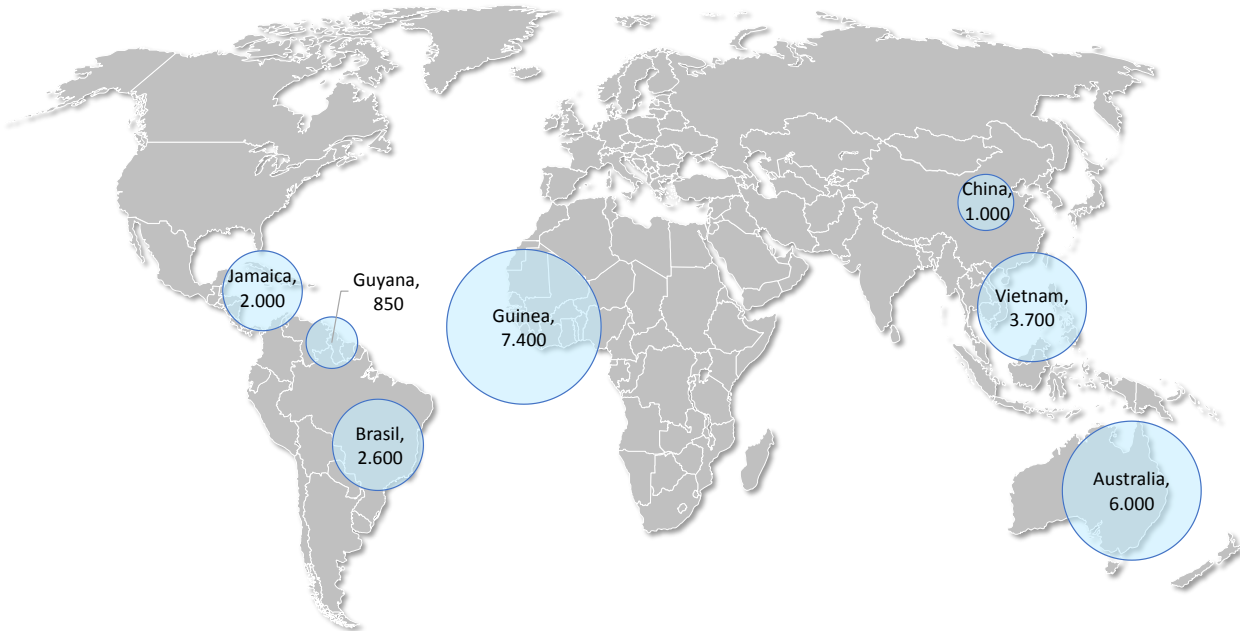 China,
1.000
Jamaica,
2.000
Guyana,
850
Guinea,
7.400
Vietnam,
3.700
Brasil,
2.600
Australia,
6.000